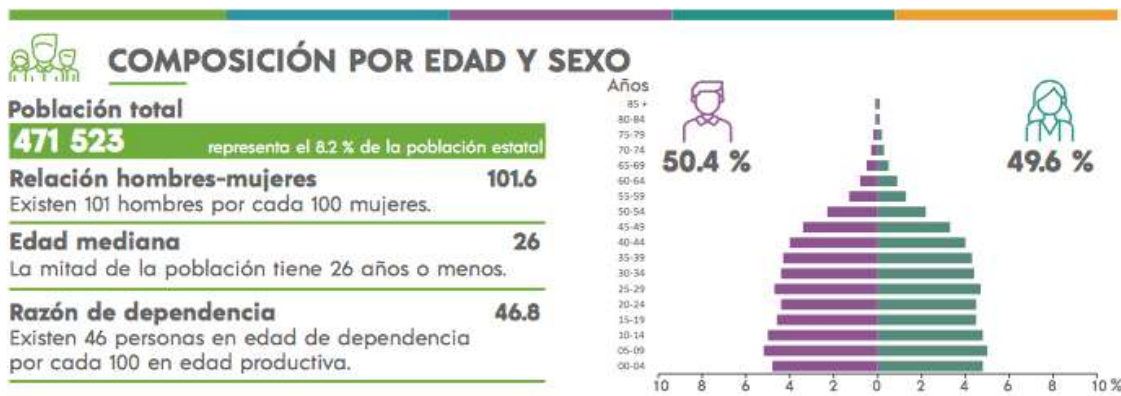 COMPOSICIÓN POR EDAD Y SEXO
Población total
471 523 representa el 8.2 % de la población estatal
Relación hombres-mujeres 101.6
Existen 101 hombres por cada 100 mujeres.
Edad mediana 26
La mitad de la población tiene 26 años o menos.
Razón de dependencia 46.8
Existen 46 personas en edad de dependencia
por cada 100 en edad productiva.
Años
85 +
80-84
75-79
70-74
65-69
60-64
55-59
50-54
45-49
40-44
35-39
30-34
25-29
20-24
15-19
10-14
05-09
00-04
50.4 %
49.6 %
10 8 6 4 2 0 2 4 6 8 10 %